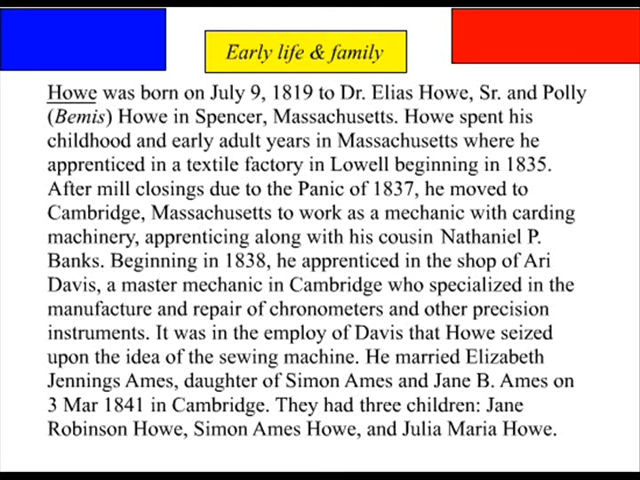 Early life & family
Howe was born on July 9, 1819 to Dr. Elias Howe, Sr. and Polly
(Bemis) Howe in Spencer, Massachusetts. Howe spent his
childhood and early adult years in Massachusetts where he
apprenticed in a textile factory in Lowell beginning in 1835.
After mill closings due to the Panic of 1837, he moved to
Cambridge, Massachusetts to work as a mechanic with carding
machinery, apprenticing along with his cousin Nathaniel P.
Banks. Beginning in 1838, he apprenticed in the shop of Ari
Davis, a master mechanic in Cambridge who specialized in the
manufacture and repair of chronometers and other precision
instruments. It was in the employ of Davis that Howe seized
upon the idea of the sewing machine. He married Elizabeth
Jennings Ames, daughter of Simon Ames and Jane B. Ames on
3 Mar 1841 in Cambridge. They had three children: Jane
Robinson Howe, Simon Ames Howe, and Julia Maria Howe.